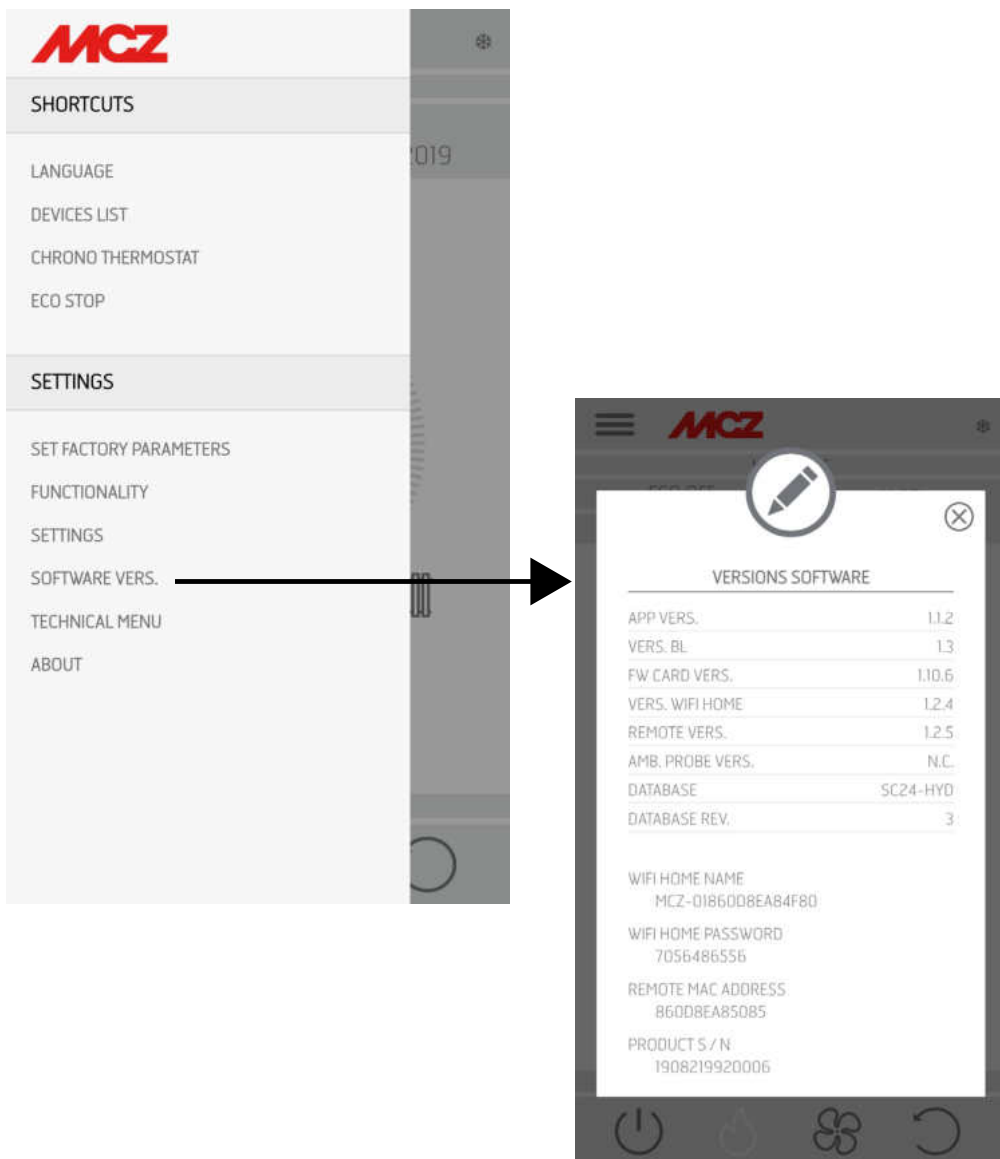 MCZ
SHORTCUTS
2019
LANGUAGE
DEVICES LIST
CHRONO THERMOSTAT
ECO STOP
SETTINGS
SET FACTORY PARAMETERS
FUNCTIONALITY
SETTINGS
SOFTWARE VERS.
TECHNICAL MENU
ABOUT
MCZ
VERSIONS SOFTWARE
APP VERS. 1.1.2
VERS. BL 1.3
FW CARD VERS. 1.10.6
VERS. WIFI HOME 1.2.4
REMOTE VERS. 1.2.5
AMB. PROBE VERS. N.C.
DATABASE SC24-HYD
DATABASE REV. 3
WIFI HOME NAME
MCZ-01860D8EA84F80
WIFI HOME PASSWORD
7056486556
REMOTE MAC ADDRESS
860D8EA85085
PRODUCT S / N
1908219920006